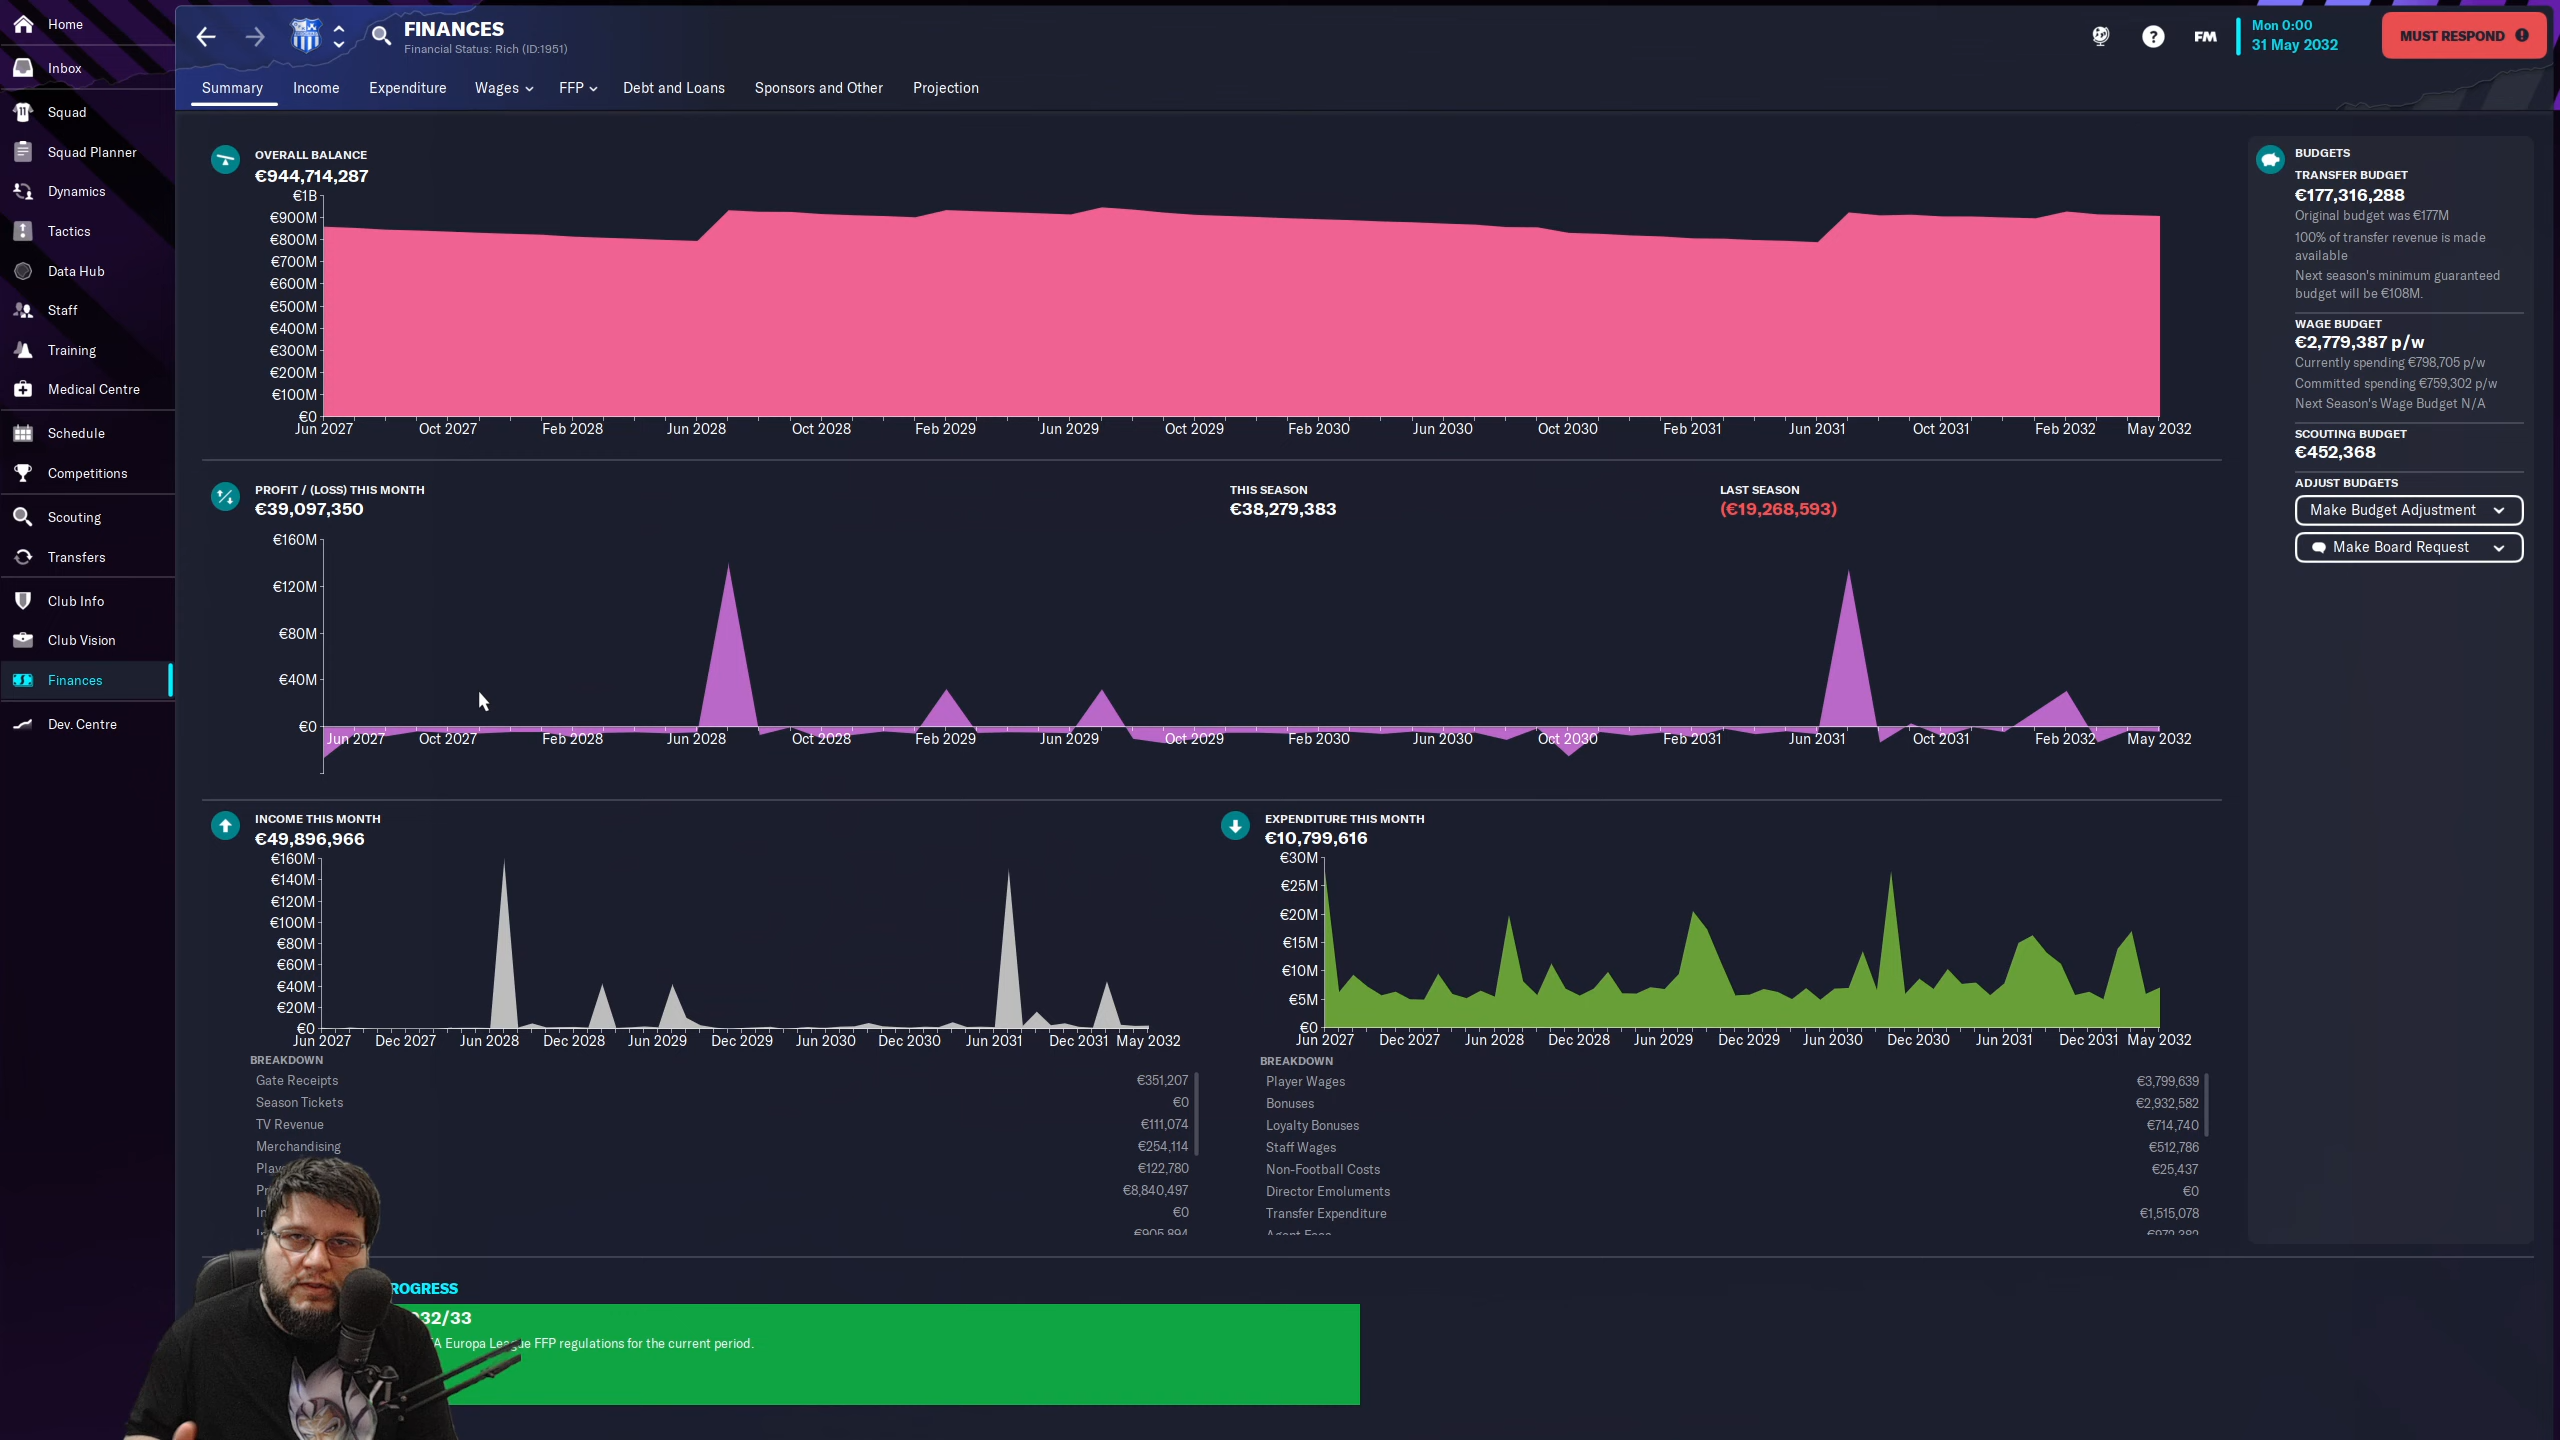 Home
Inbox
Squad
Squad Planner
Dynamics
Tactics
Data Hub
Staff
Training
Medical Centre
Schedule
Competitions
Scouting
Transfers
Club Info
Club Vision
Finances
Dev. Centre
FINANCES
Financial Status: Rich (ID:1951)
FM
Mon 0:00
31 May 2032
MUST RESPOND
Summary
Income
Expenditure
Wages
FFP
Debt and Loans
Sponsors and Other
Projection
OVERALL BALANCE
€944,714,287
€1B
€900M
€800M
€700M
€600M
€500M
€400M
€300M
€200M
€100M
€0
Jun 2027 Oct 2027 Feb 2028 Jun 2028 Oct 2028 Feb 2029 Jun 2029 Oct 2029 Feb 2030 Jun 2030 Oct 2030 Feb 2031 Jun 2031 Oct 2031 Feb 2032 May 2032
PROFIT / (LOSS) THIS MONTH
€39,097,350
THIS SEASON
€38,279,383
LAST SEASON
(€19,268,593)
€160M
€120M
€80M
€40M
€0
Jun 2027 Oct 2027 Feb 2028 Jun 2028 Oct 2028 Feb 2029 Jun 2029 Oct 2029 Feb 2030 Jun 2030 Oct 2030 Feb 2031 Jun 2031 Oct 2031 Feb 2032 May 2032
INCOME THIS MONTH
€49,896,966
€160M
€140M
€120M
€100M
€80M
€60M
€40M
€20M
€0
Jun 2027 Dec 2027 Jun 2028 Dec 2028 Jun 2029 Dec 2029 Jun 2030 Dec 2030 Jun 2031 Dec 2031 May 2032
BREAKDOWN
Gate Receipts €351,207
Season Tickets €0
TV Revenue €111,074
Merchandising €254,114
€122,780
€8,840,497
€0
€905,894
EXPENDITURE THIS MONTH
€10,799,616
€30M
€25M
€20M
€15M
€10M
€5M
€0
Jun 2027 Dec 2027 Jun 2028 Dec 2028 Jun 2029 Dec 2029 Jun 2030 Dec 2030 Jun 2031 Dec 2031 May 2032
BREAKDOWN
Player Wages €3,799,639
Bonuses €2,932,582
Loyalty Bonuses €714,740
Staff Wages €512,786
Non-Football Costs €25,437
Director Emoluments €0
Transfer Expenditure €1,515,078
Agent Fees €972,382
ROGRESS
032/33
A Europa League FFP regulations for the current period.
BUDGETS
TRANSFER BUDGET
€177,316,288
Original budget was €177M
100% of transfer revenue is made
available
Next season's minimum guaranteed
budget will be €108M.
WAGE BUDGET
€2,779,387 p/w
Currently spending €798,705 p/w
Committed spending €759,302 p/w
Next Season's Wage Budget N/A
SCOUTING BUDGET
€452,368
ADJUST BUDGETS
Make Budget Adjustment
Make Board Request